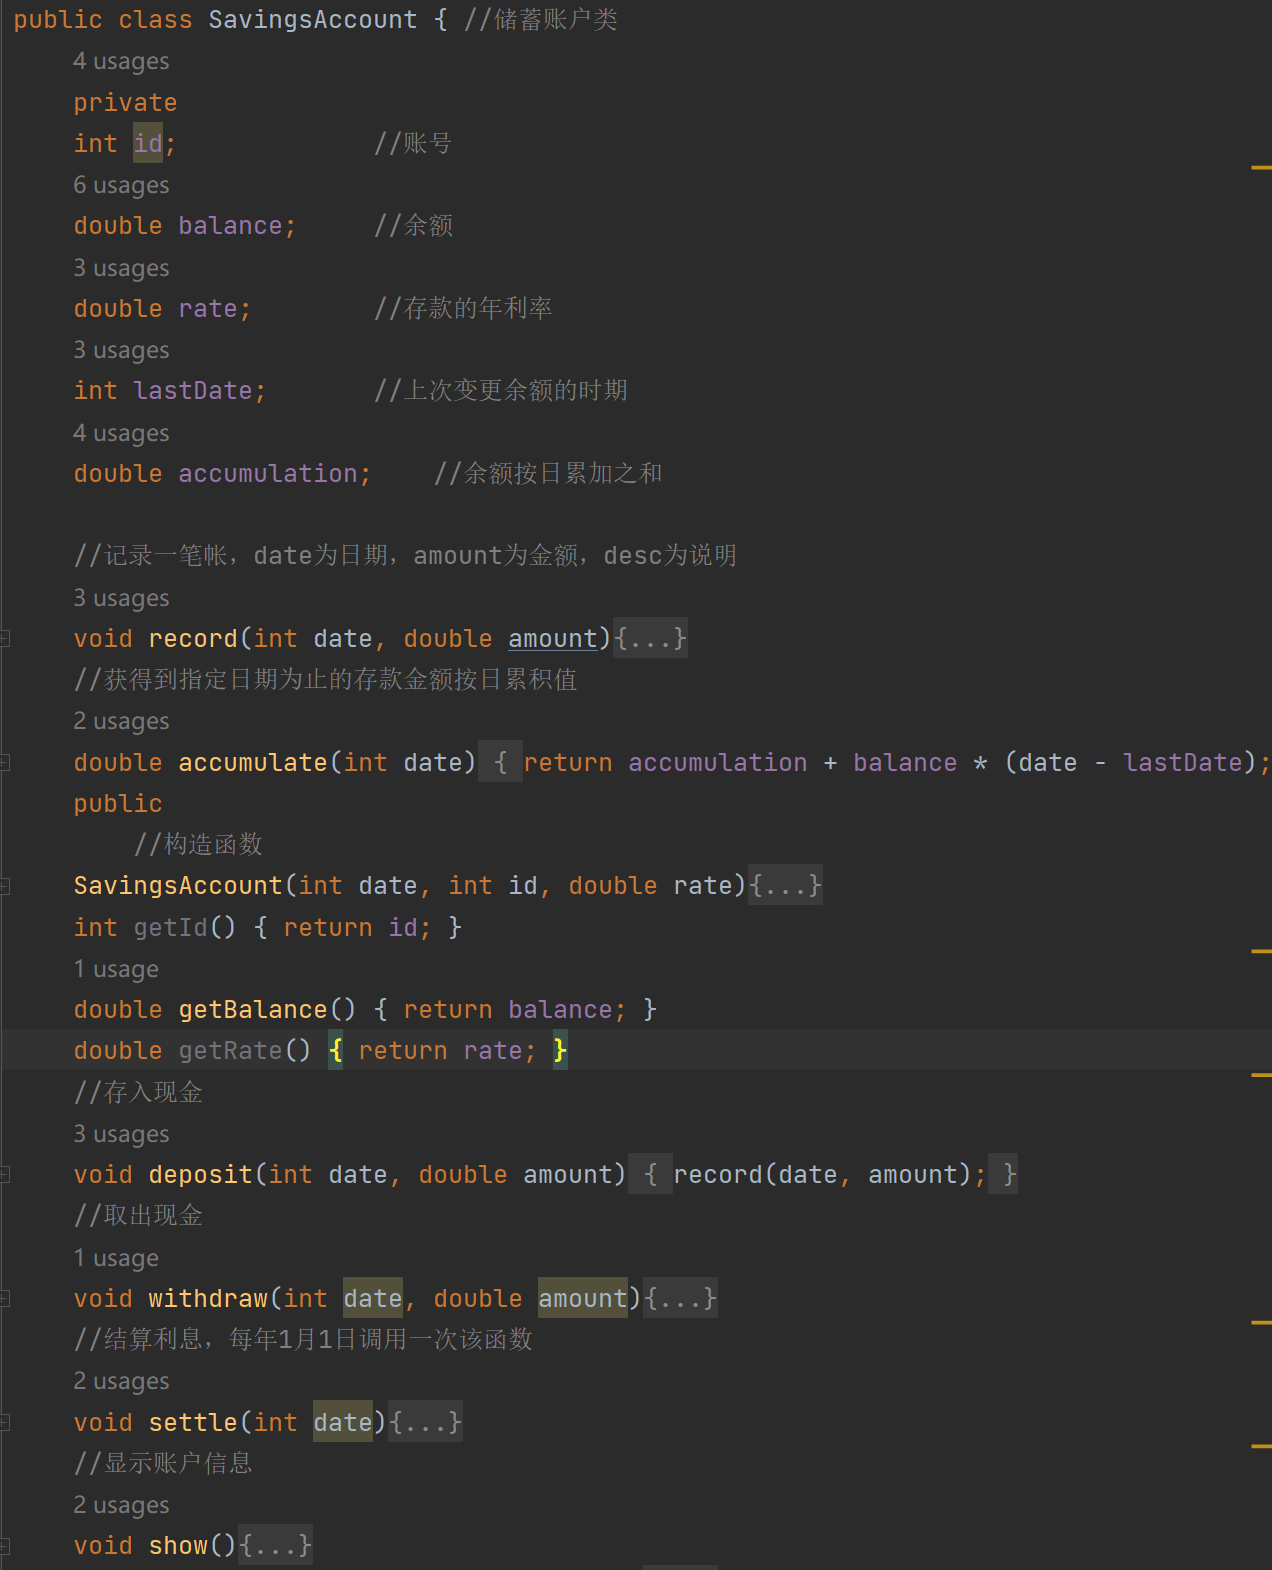 public class SavingsAccount { //储蓄账户类
4 usages
private
int id; //账号
6 usages
double balance; //余额
3 usages
double rate; //存款的年利率
3 usages
int lastDate; //上次变更余额的时期
4 usages
double accumulation; //余额按日累加之和
//记录一笔帐，date为日期，amount为金额，desc为说明
3 usages
void record(int date, double amount){...}
//获得到指定日期为止的存款金额按日累积值
2 usages
double accumulate(int date) { return accumulation + balance * (date - lastDate);
public
//构造函数
SavingsAccount(int date, int id, double rate){...}
int getId() { return id; }
1 usage
double getBalance() { return balance; }
double getRate() { return rate; }
//存入现金
3 usages
void deposit(int date, double amount) { record(date, amount); }
//取出现金
1 usage
void withdraw(int date, double amount){...}
//结算利息，每年1月1日调用一次该函数
2 usages
void settle(int date){...}
//显示账户信息
2 usages
void show(){...}